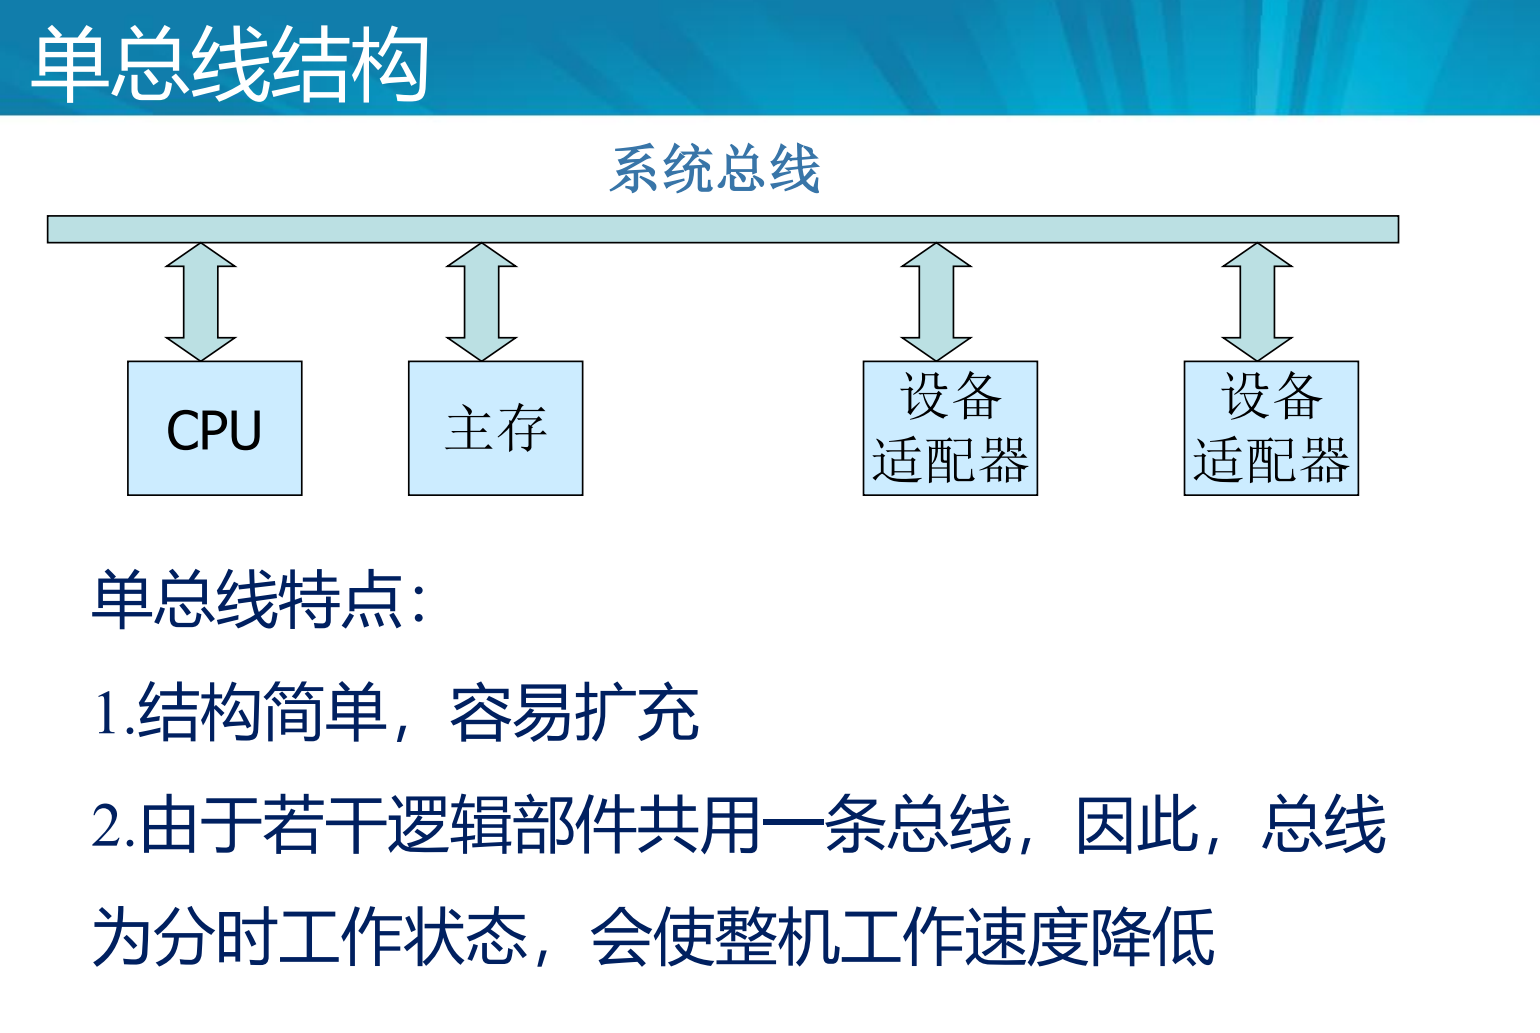 单总线结构
系统总线
CPU
主存
设备
适配器
设备
适配器
单总线特点：
1.结构简单，容易扩充
2.由于若干逻辑部件共用一条总线，因此，总线
为分时工作状态，会使整机工作速度降低